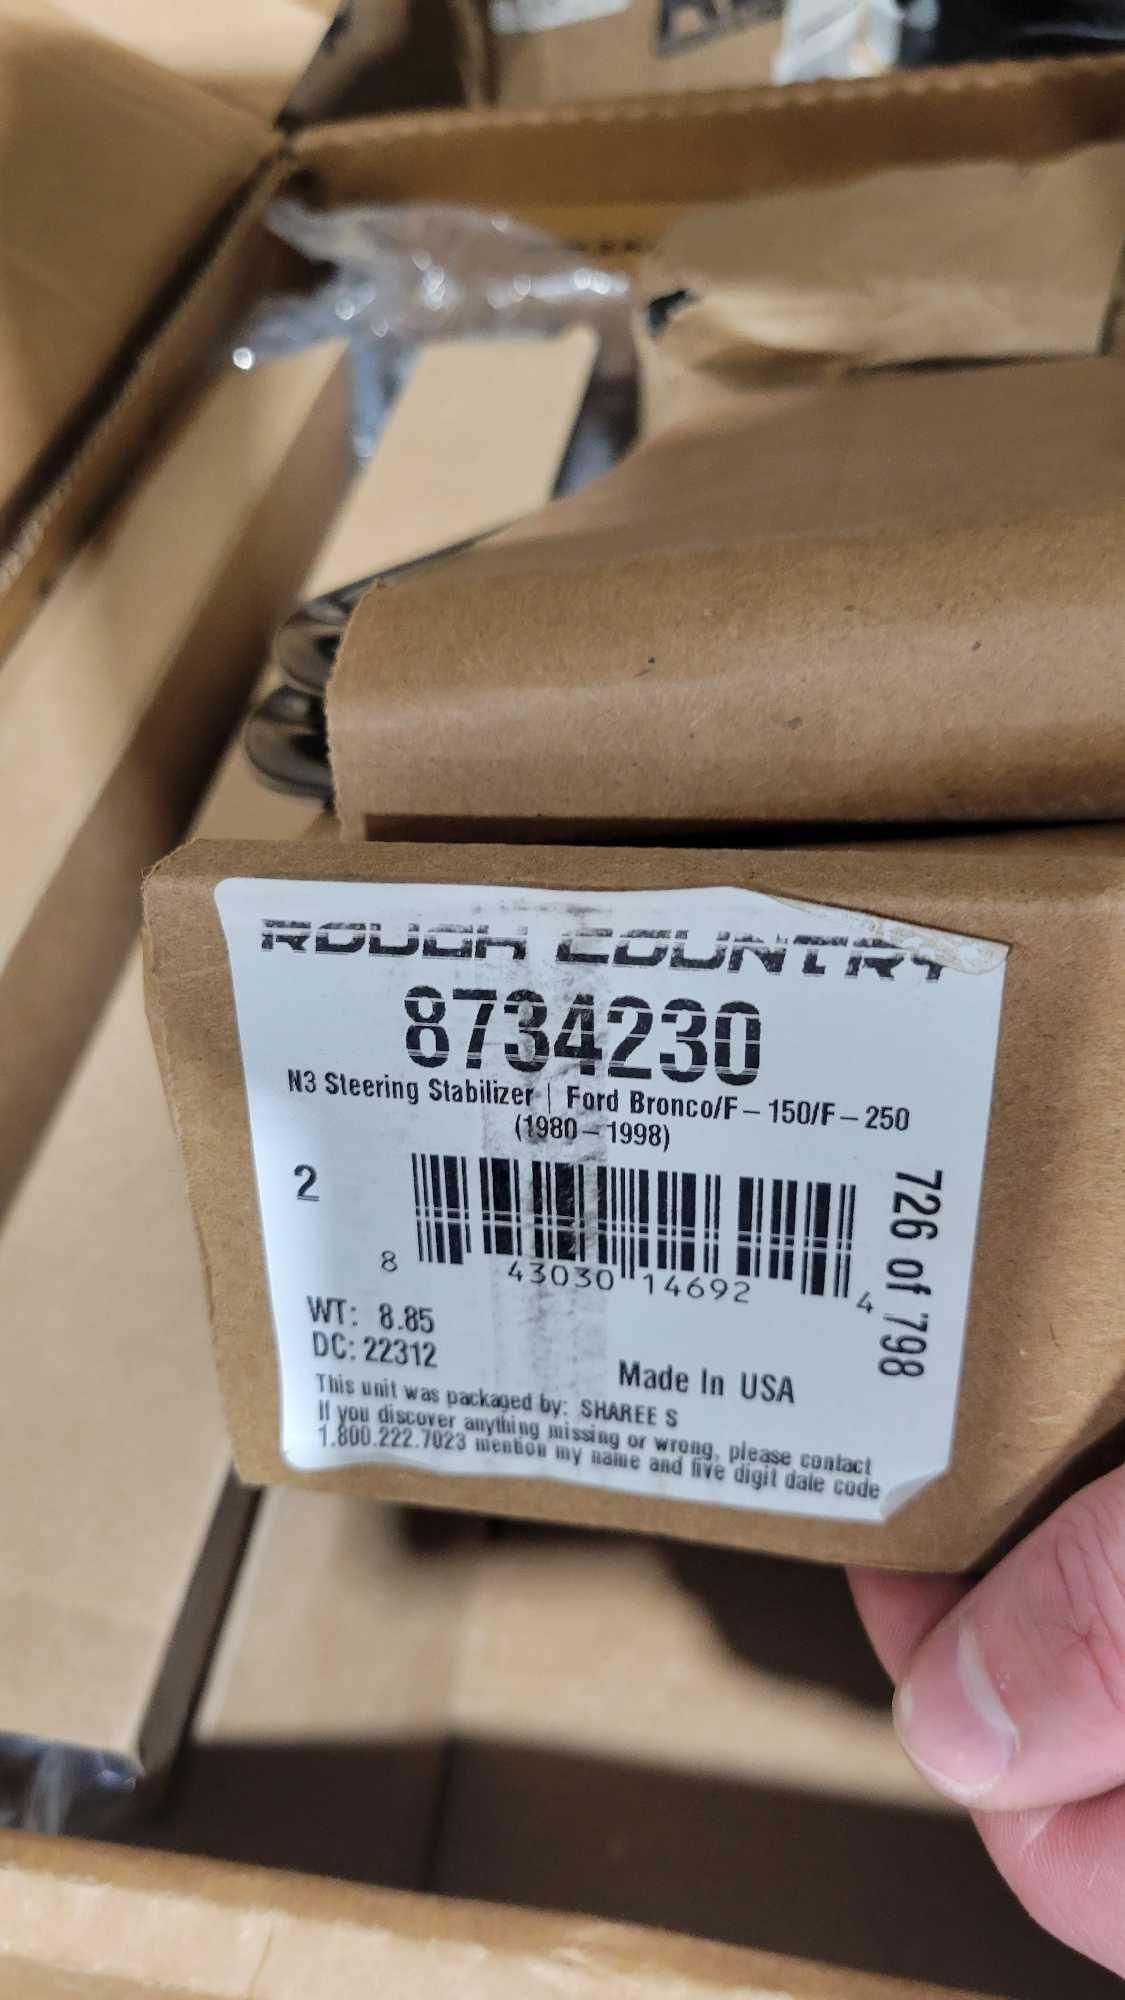 ROUGH COUNTRY
8734230
N3 Steering Stabilizer | Ford Bronco/F-150/F-250
(1980-1998)
2
8 43030 14692 4
726 of 798
WT: 8.85
DC: 22312
Made In USA
This unit was packaged by: SHAREE S
If you discover anything missing or wrong, please contact
1.800.222.7023 mention my name and five digit date code